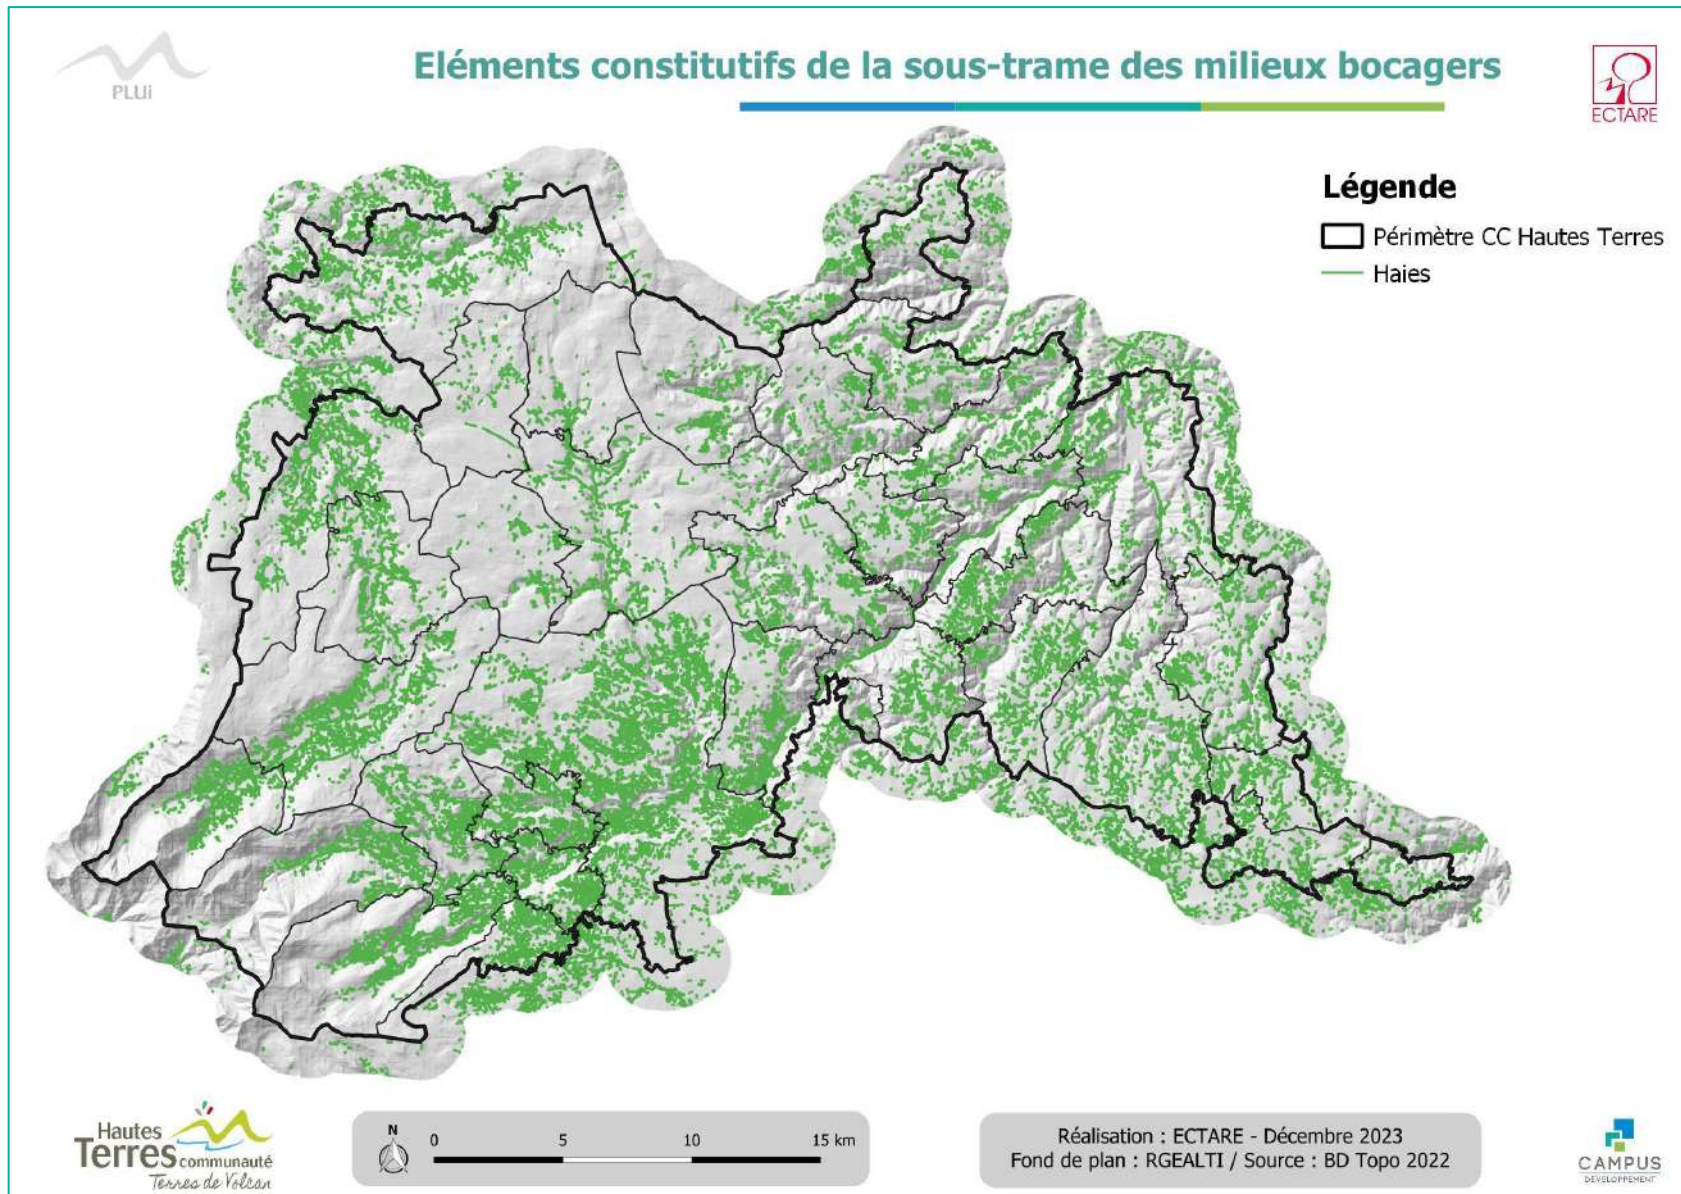 PLUi
Eléments constitutifs de la sous-trame des milieux bocagers
ECTARE
Légende
Périmètre CC Hautes Terres
Haies
Hautes
Terres communauté
Terres de Volcan
N
0 5 10 15 km
Réalisation : ECTARE - Décembre 2023
Fond de plan : RGEALTI / Source : BD Topo 2022
CAMPUS
DÉVELOPPEMENT